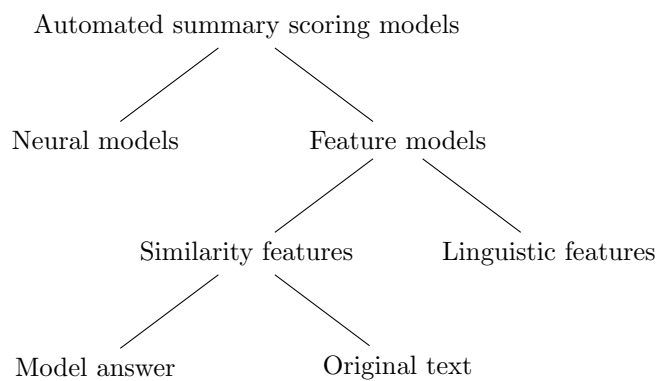 Automated summary scoring models
Neural models
Feature models
Similarity features
Linguistic features
Model answer
Original text